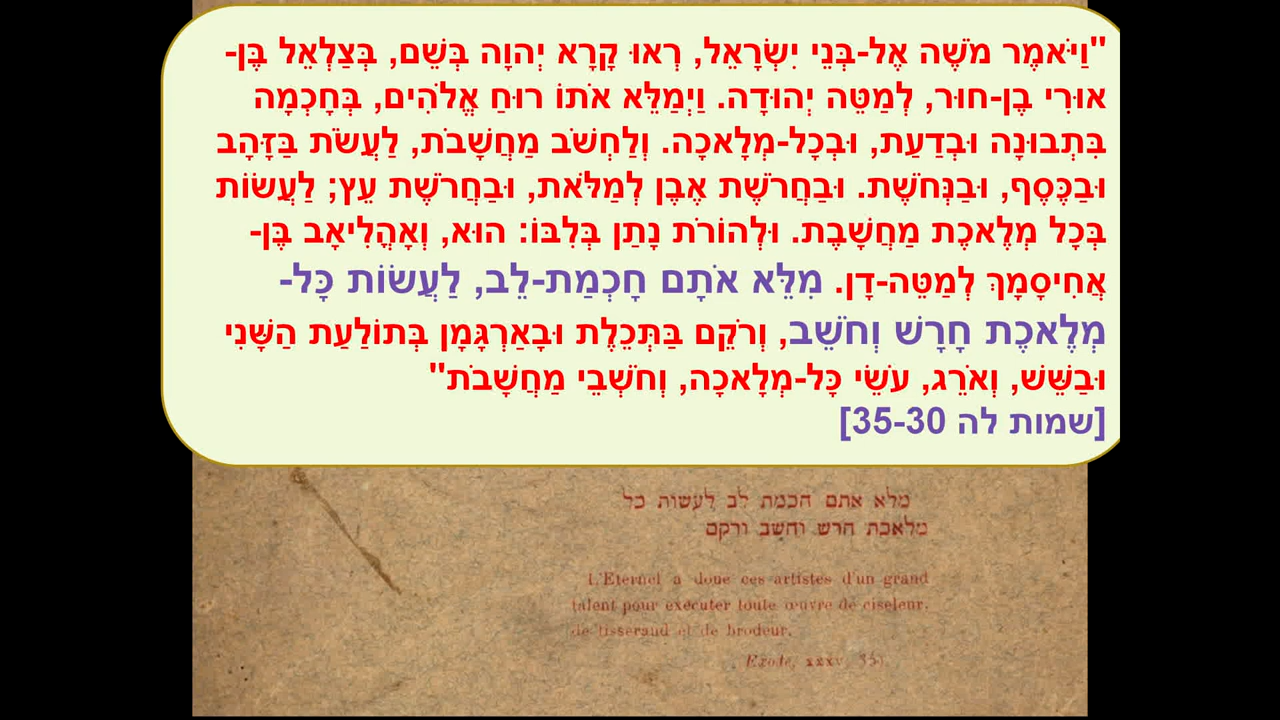 "וַיֹּאמֶר מֹשֶׁה אֶל-בְּנֵי יִשְׂרָאֵל, רְאוּ קָרָא יְהוָה בְּשֵׁם, בְּצַלְאֵל בֶּן-
אוּרִי בֶן-חוּר, לְמַטֵּה יְהוּדָה. וַיְמַלֵּא אֹתוֹ רוּחַ אֱלֹהִים, בְּחָכְמָה
בִּתְבוּנָה וּבְדַעַת, וּבְכָל-מְלָאכָה. וְלַחְשֹׁב מַחֲשָׁבֹת, לַעֲשֹׂת בַּזָּהָב
וּבַכֶּסֶף, וּבַנְּחֹשֶׁת. וּבַחֲרֹשֶׁת אֶבֶן לְמַלֹּאת, וּבַחֲרֹשֶׁת עֵץ; לַעֲשׂוֹת
בְּכָל מְלֶאכֶת מַחֲשָׁבֶת. וּלְהוֹרֹת נָתַן בְּלִבּוֹ: הוּא, וְאָהֳלִיאָב בֶּן-
אֲחִיסָמָךְ לְמַטֵּה-דָן. מִלֵּא אֹתָם חָכְמַת-לֵב, לַעֲשׂוֹת כָּל-
מְלֶאכֶת חָרָשׁ וְחֹשֵׁב, וְרֹקֵם בַּתְּכֵלֶת וּבָאַרְגָּמָן בְּתוֹלַעַת הַשָּׁנִי
וּבַשֵּׁשׁ, וְאֹרֵג, עֹשֵׂי כָּל-מְלָאכָה, וְחֹשְׁבֵי מַחֲשָׁבֹת"
[שמות לה 35-30]
מלא אתם חכמת לב לעשות כל
מלאכת חרש וחשב ורקם
L'Eternel a doue ces artistes d'un grand
talent pour executer toute œuvre de ciseleur,
de tisserand et de brodeur.
Exode, xxxv, 35.